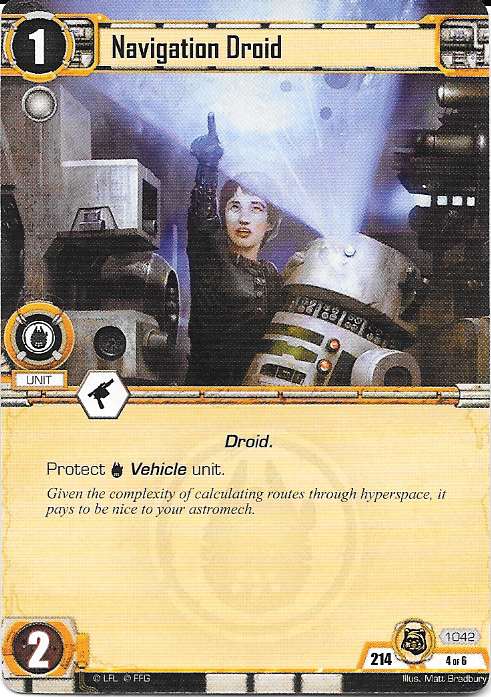 1
Navigation Droid
UNIT
Droid.
Protect Vehicle unit.
Given the complexity of calculating routes through hyperspace, it
pays to be nice to your astromech.
2
214
1042
4 OF 6
© LFL © FFG
Illus. Matt Bradbury